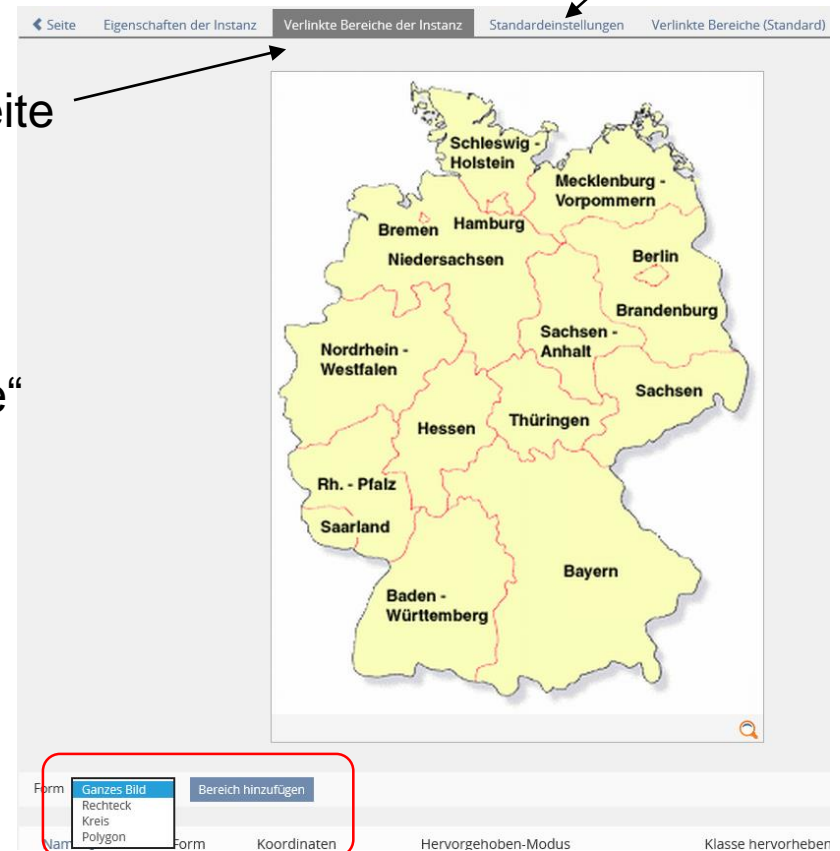 Seite Eigenschaften der Instanz Verlinkte Bereiche der Instanz Standardeinstellungen Verlinkte Bereiche (Standard)
eite
e“
Schleswig -
Holstein
Mecklenburg -
Vorpommern
Bremen Hamburg
Niedersachsen
Berlin
Brandenburg
Sachsen -
Anhalt
Nordrhein -
Westfalen
Sachsen
Hessen
Thüringen
Rh. - Pfalz
Saarland
Bayern
Baden -
Württemberg
Form Ganzes Bild Bereich hinzufügen
Rechteck
Kreis
Polygon
Nam Form Koordinaten Hervorgehoben-Modus Klasse hervorheben